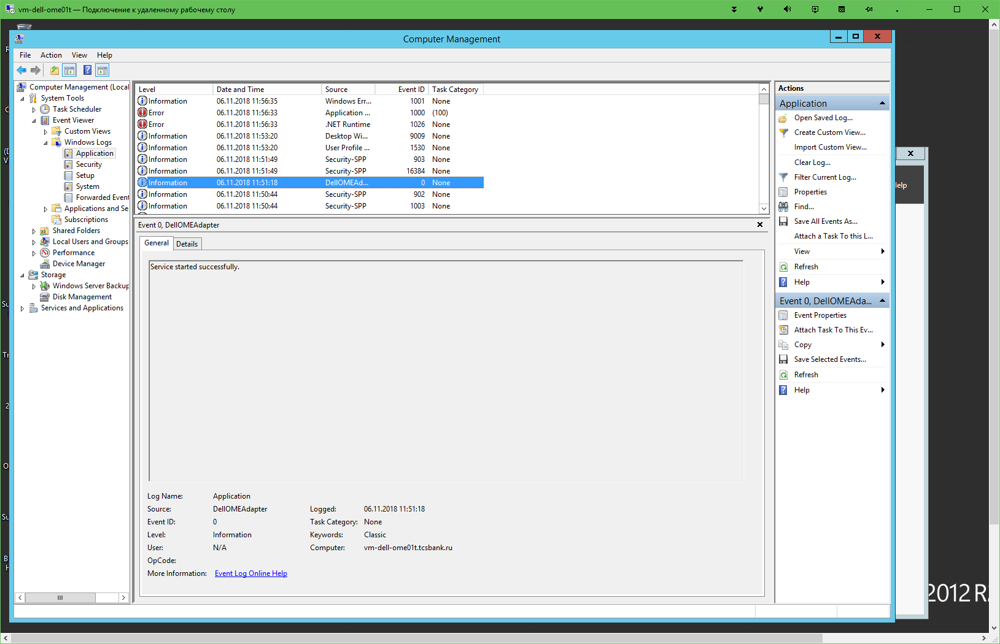 vm-dell-ome01t — Подключение к удаленному рабочему столу
Computer Management
File Action View Help
Computer Management (Local
System Tools
Task Scheduler
Event Viewer
Custom Views
Windows Logs
Application
Security
Setup
System
Forwarded Event
Applications and Se
Subscriptions
Shared Folders
Local Users and Groups
Performance
Device Manager
Storage
Windows Server Backup
Disk Management
Services and Applications
Level Date and Time Source Event ID Task Category
Information 06.11.2018 11:56:35 Windows Err... 1001 None
Error 06.11.2018 11:56:33 Application ... 1000 (100)
Error 06.11.2018 11:56:33 .NET Runtime 1026 None
Information 06.11.2018 11:53:20 Desktop Wi... 9009 None
Information 06.11.2018 11:53:20 User Profile ... 1530 None
Information 06.11.2018 11:51:49 Security-SPP 903 None
Information 06.11.2018 11:51:49 Security-SPP 16384 None
Information 06.11.2018 11:51:18 DellOMEAd... 0 None
Information 06.11.2018 11:50:44 Security-SPP 902 None
Information 06.11.2018 11:50:44 Security-SPP 1003 None
Event 0, DellOMEAdapter
General Details
Service started successfully.
Log Name: Application
Source: DellOMEAdapter Logged: 06.11.2018 11:51:18
Event ID: 0 Task Category: None
Level: Information Keywords: Classic
User: N/A Computer: vm-dell-ome01t.tcsbank.ru
OpCode:
More Information: Event Log Online Help
Actions
Application
Open Saved Log...
Create Custom View...
Import Custom View...
Clear Log...
Filter Current Log...
Properties
Find...
Save All Events As...
Attach a Task To this L...
View
Refresh
Help
Event 0, DellOMEAda...
Event Properties
Attach Task To This Ev...
Copy
Save Selected Events...
Refresh
Help
elp
2012 R